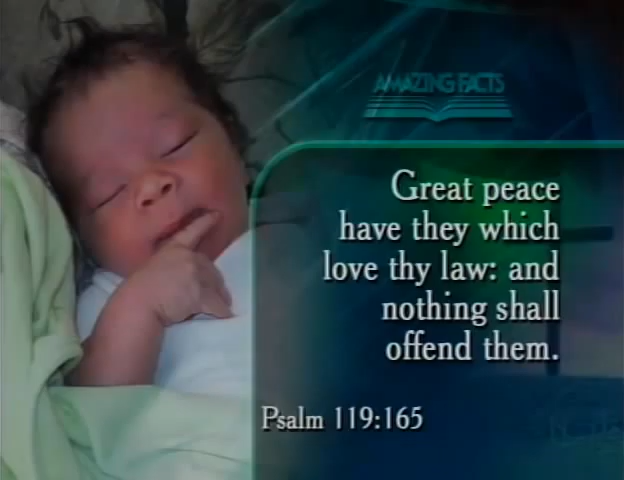 AMAZING FACTS
Great peace
have they which
love thy law: and
nothing shall
offend them.
Psalm 119:165